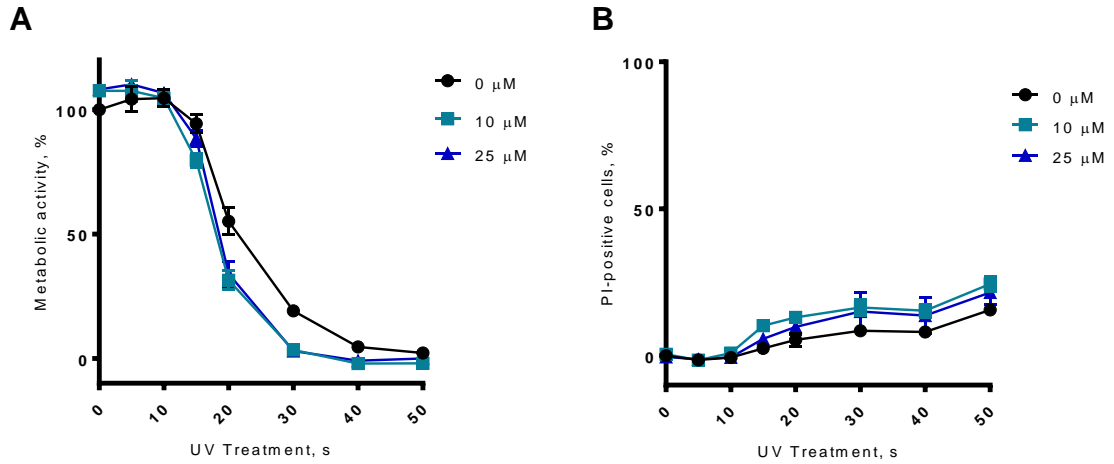 A
Metabolic activity, %
100
50
0
0
10
20
30
40
50
UV Treatment, s
0 μM
10 μM
25 μM
B
PI-positive cells, %
100
50
0
0
10
20
30
40
50
UV Treatment, s
0 μM
10 μM
25 μM